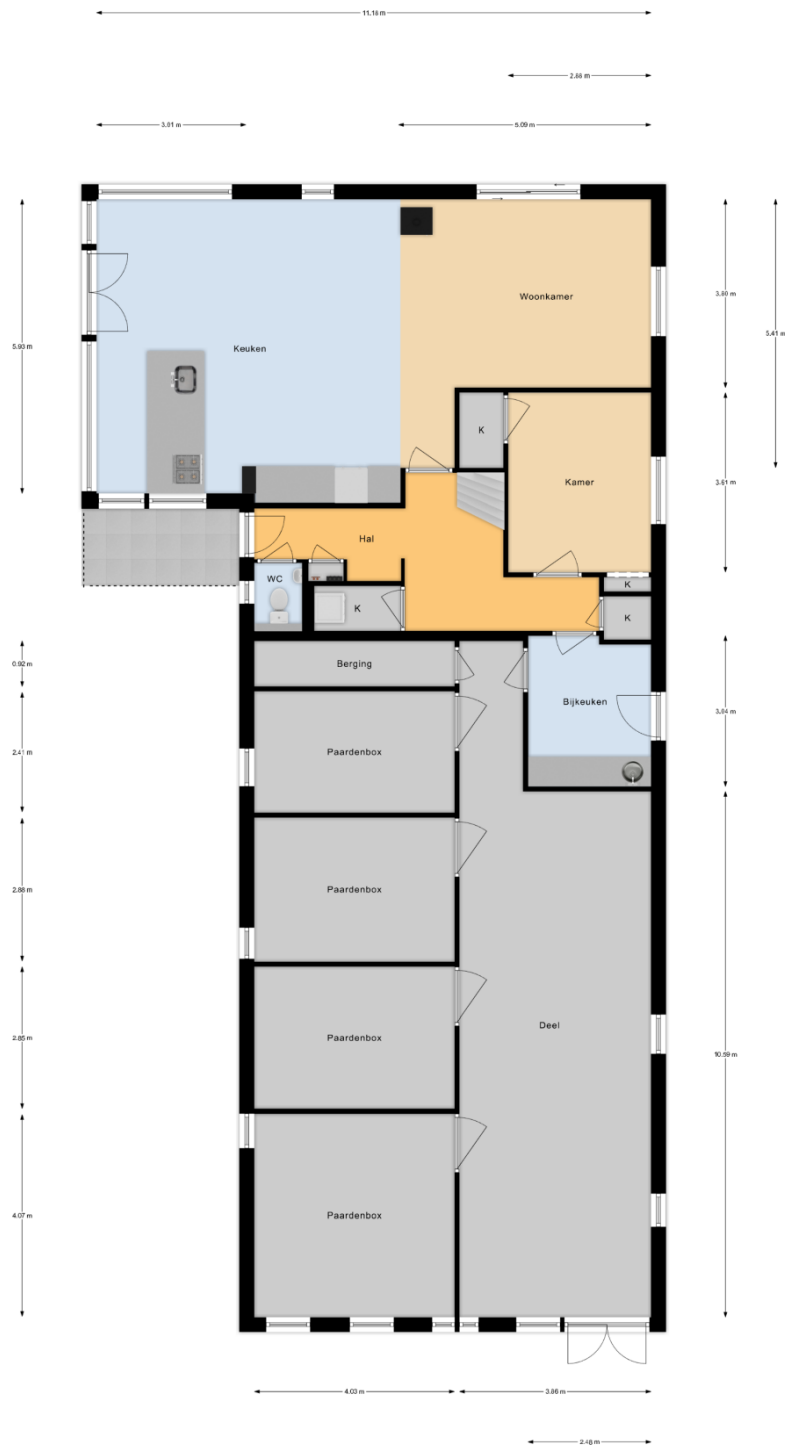 11.18 m
2.88 m
3.01 m
5.09 m
Woonkamer
3.80 m
5.41 m
5.93 m
Keuken
K
Kamer
3.61 m
Hal
WC
K
K
K
0.92 m
Berging
Bijkeuken
3.04 m
2.41 m
Paardenbox
2.88 m
Paardenbox
Deel
2.85 m
Paardenbox
10.59 m
4.07 m
Paardenbox
4.03 m
3.86 m
2.48 m